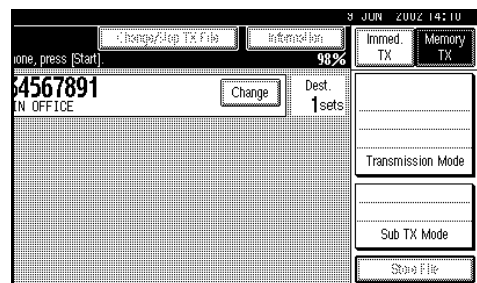 9 JUN 2002 14:10
Change/Stop TX File
Information
one, press [Start].
98%
Immed. TX
Memory TX
4567891
IN OFFICE
Change
Dest.
1sets
Transmission Mode
Sub TX Mode
Store File